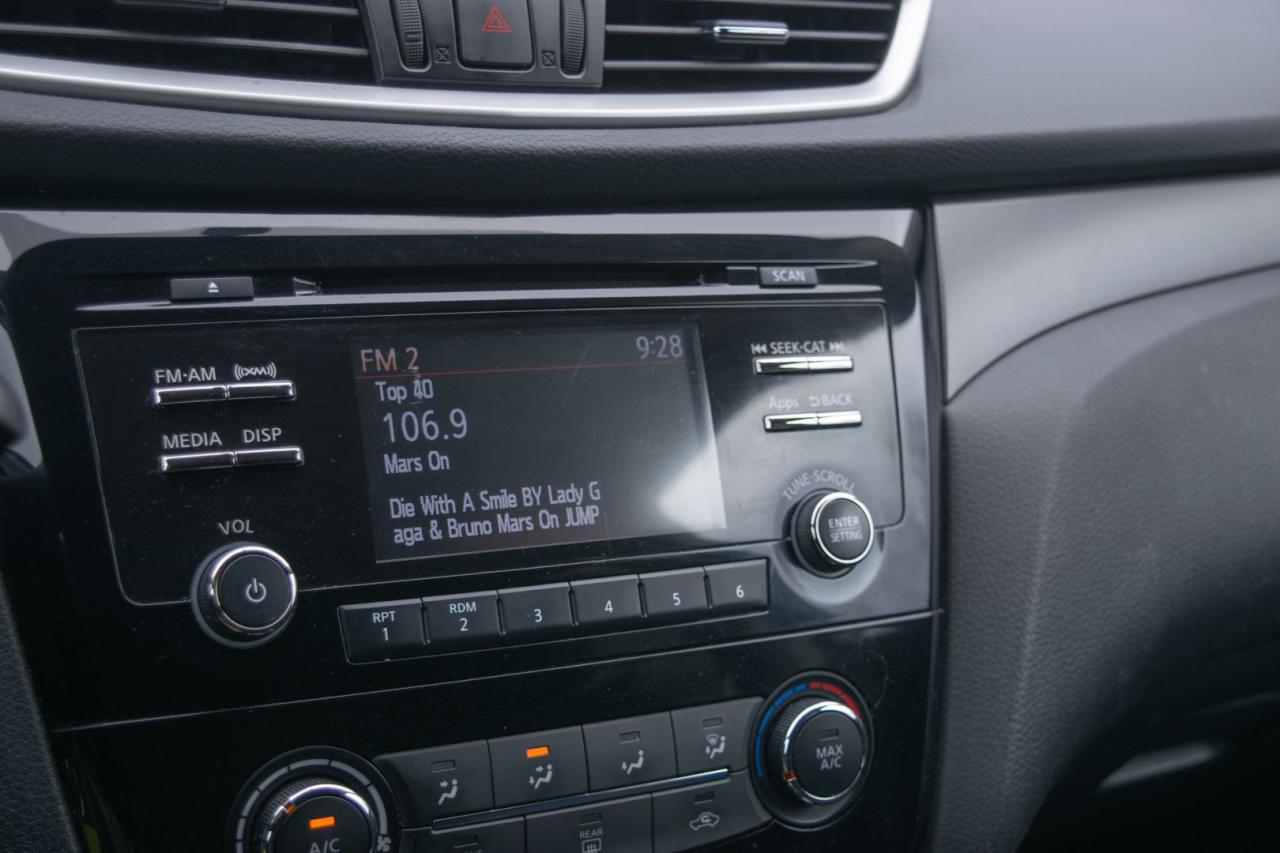 SCAN
FM·AM
((XM))
SEEK·CAT
FM 2
9:28
Top 40
Apps
BACK
MEDIA
DISP
106.9
Mars On
TUNE·SCROLL
Die With A Smile BY Lady G
aga & Bruno Mars On JUMP
ENTER
SETTING
VOL
RPT
1
RDM
2
3
4
5
6
MAX
A/C
A/C
REAR